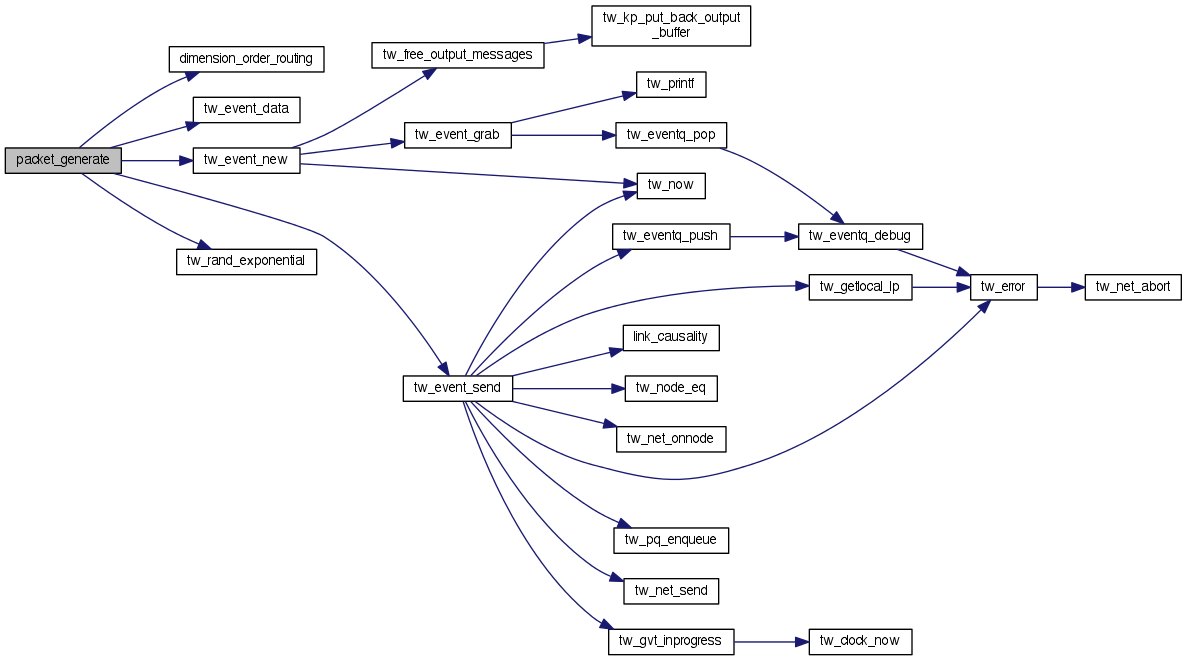 tw_kp_put_back_output
_buffer
dimension_order_routing
tw_free_output_messages
tw_printf
tw_event_data
tw_event_grab
tw_eventq_pop
packet_generate
tw_event_new
tw_now
tw_eventq_push
tw_eventq_debug
tw_rand_exponential
tw_getlocal_lp
tw_error
tw_net_abort
link_causality
tw_event_send
tw_node_eq
tw_net_onnode
tw_pq_enqueue
tw_net_send
tw_gvt_inprogress
tw_clock_now